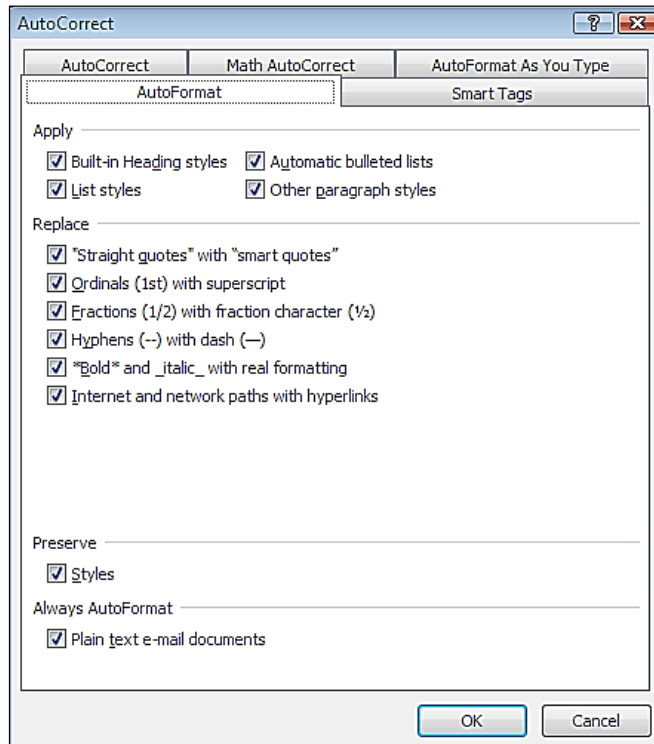 AutoCorrect
AutoCorrect Math AutoCorrect AutoFormat As You Type
AutoFormat Smart Tags
Apply
Built-in Heading styles Automatic bulleted lists
List styles Other paragraph styles
Replace
"Straight quotes" with “smart quotes”
Ordinals (1st) with superscript
Fractions (1/2) with fraction character (½)
Hyphens (--) with dash (—)
*Bold* and _italic_ with real formatting
Internet and network paths with hyperlinks
Preserve
Styles
Always AutoFormat
Plain text e-mail documents
OK Cancel